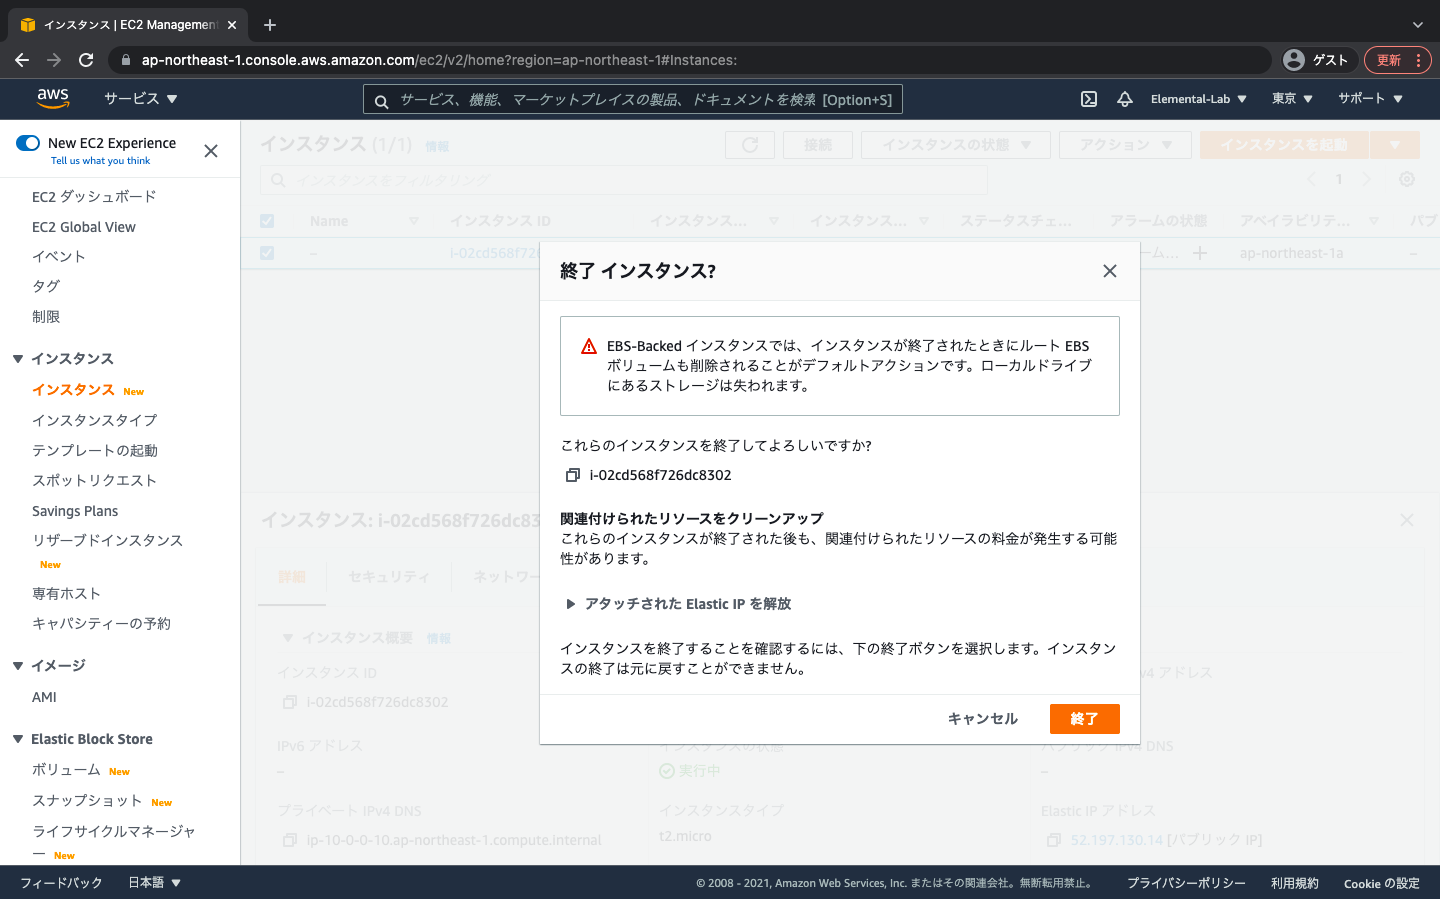 インスタンス | EC2 Managemen
ap-northeast-1.console.aws.amazon.com/ec2/v2/home?region=ap-northeast-1#Instances:
ゲスト
更新
aws
サービス
サービス、機能、マーケットプレイスの製品、ドキュメントを検索 [Option+S]
Elemental-Lab
東京
サポート
New EC2 Experience
Tell us what you think
EC2 ダッシュボード
EC2 Global View
イベント
タグ
制限
インスタンス
インスタンス New
インスタンスタイプ
テンプレートの起動
スポットリクエスト
Savings Plans
リザーブドインスタンス
New
専有ホスト
キャパシティーの予約
イメージ
AMI
Elastic Block Store
ボリューム New
スナップショット New
ライフサイクルマネージャ
ー New
インスタンス (1/1) 情報
接続
インスタンスの状態
アクション
インスタンスを起動
インスタンスをフィルタリング
1
Name
インスタンス ID
インスタンス...
インスタンス...
ステータスチェ...
アラームの状態
アベイラビリテ...
パブ
–
i-02cd568f726
ーム...
ap-northeast-1a
–
終了 インスタンス?
EBS-Backed インスタンスでは、インスタンスが終了されたときにルート EBS
ボリュームも削除されることがデフォルトアクションです。ローカルドライブ
にあるストレージは失われます。
これらのインスタンスを終了してよろしいですか?
i-02cd568f726dc8302
関連付けられたリソースをクリーンアップ
これらのインスタンスが終了された後も、関連付けられたリソースの料金が発生する可能
性があります。
アタッチされた Elastic IP を解放
インスタンスを終了することを確認するには、下の終了ボタンを選択します。インスタン
スの終了は元に戻すことができません。
キャンセル
終了
インスタンス: i-02cd568f726dc83
詳細
セキュリティ
ネットワー
インスタンス概要 情報
インスタンス ID
v4 アドレス
i-02cd568f726dc8302
IPv6 アドレス
インスタンスの状態
パブリック IPv4 DNS
–
実行中
–
プライベート IPv4 DNS
インスタンスタイプ
Elastic IP アドレス
ip-10-0-0-10.ap-northeast-1.compute.internal
t2.micro
52.197.130.14 [パブリック IP]
フィードバック
日本語
© 2008 - 2021, Amazon Web Services, Inc. またはその関連会社。無断転用禁止。
プライバシーポリシー
利用規約
Cookie の設定